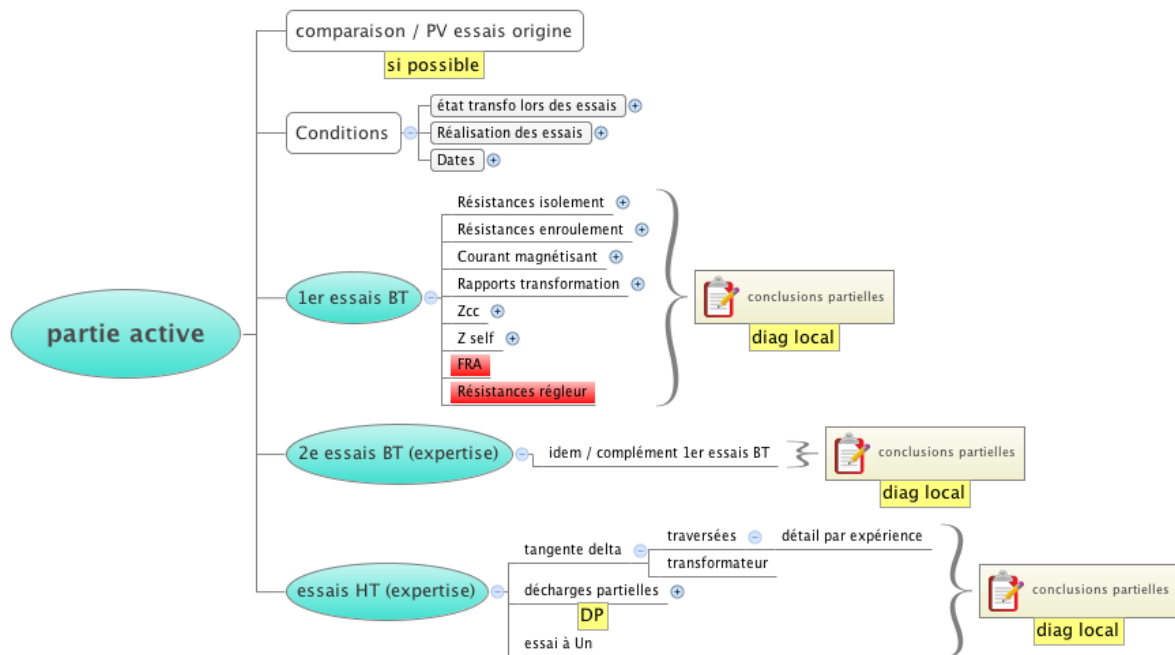 comparaison / PV essais origine
si possible
Conditions
état transfo lors des essais
Réalisation des essais
Dates
partie active
1er essais BT
Résistances isolement
Résistances enroulement
Courant magnétisant
Rapports transformation
Zcc
Z self
FRA
Résistances régleur
conclusions partielles
diag local
2e essais BT (expertise)
idem / complément 1er essais BT
conclusions partielles
diag local
essais HT (expertise)
tangente delta
traversées
détail par expérience
transformateur
décharges partielles
DP
essai à Un
conclusions partielles
diag local